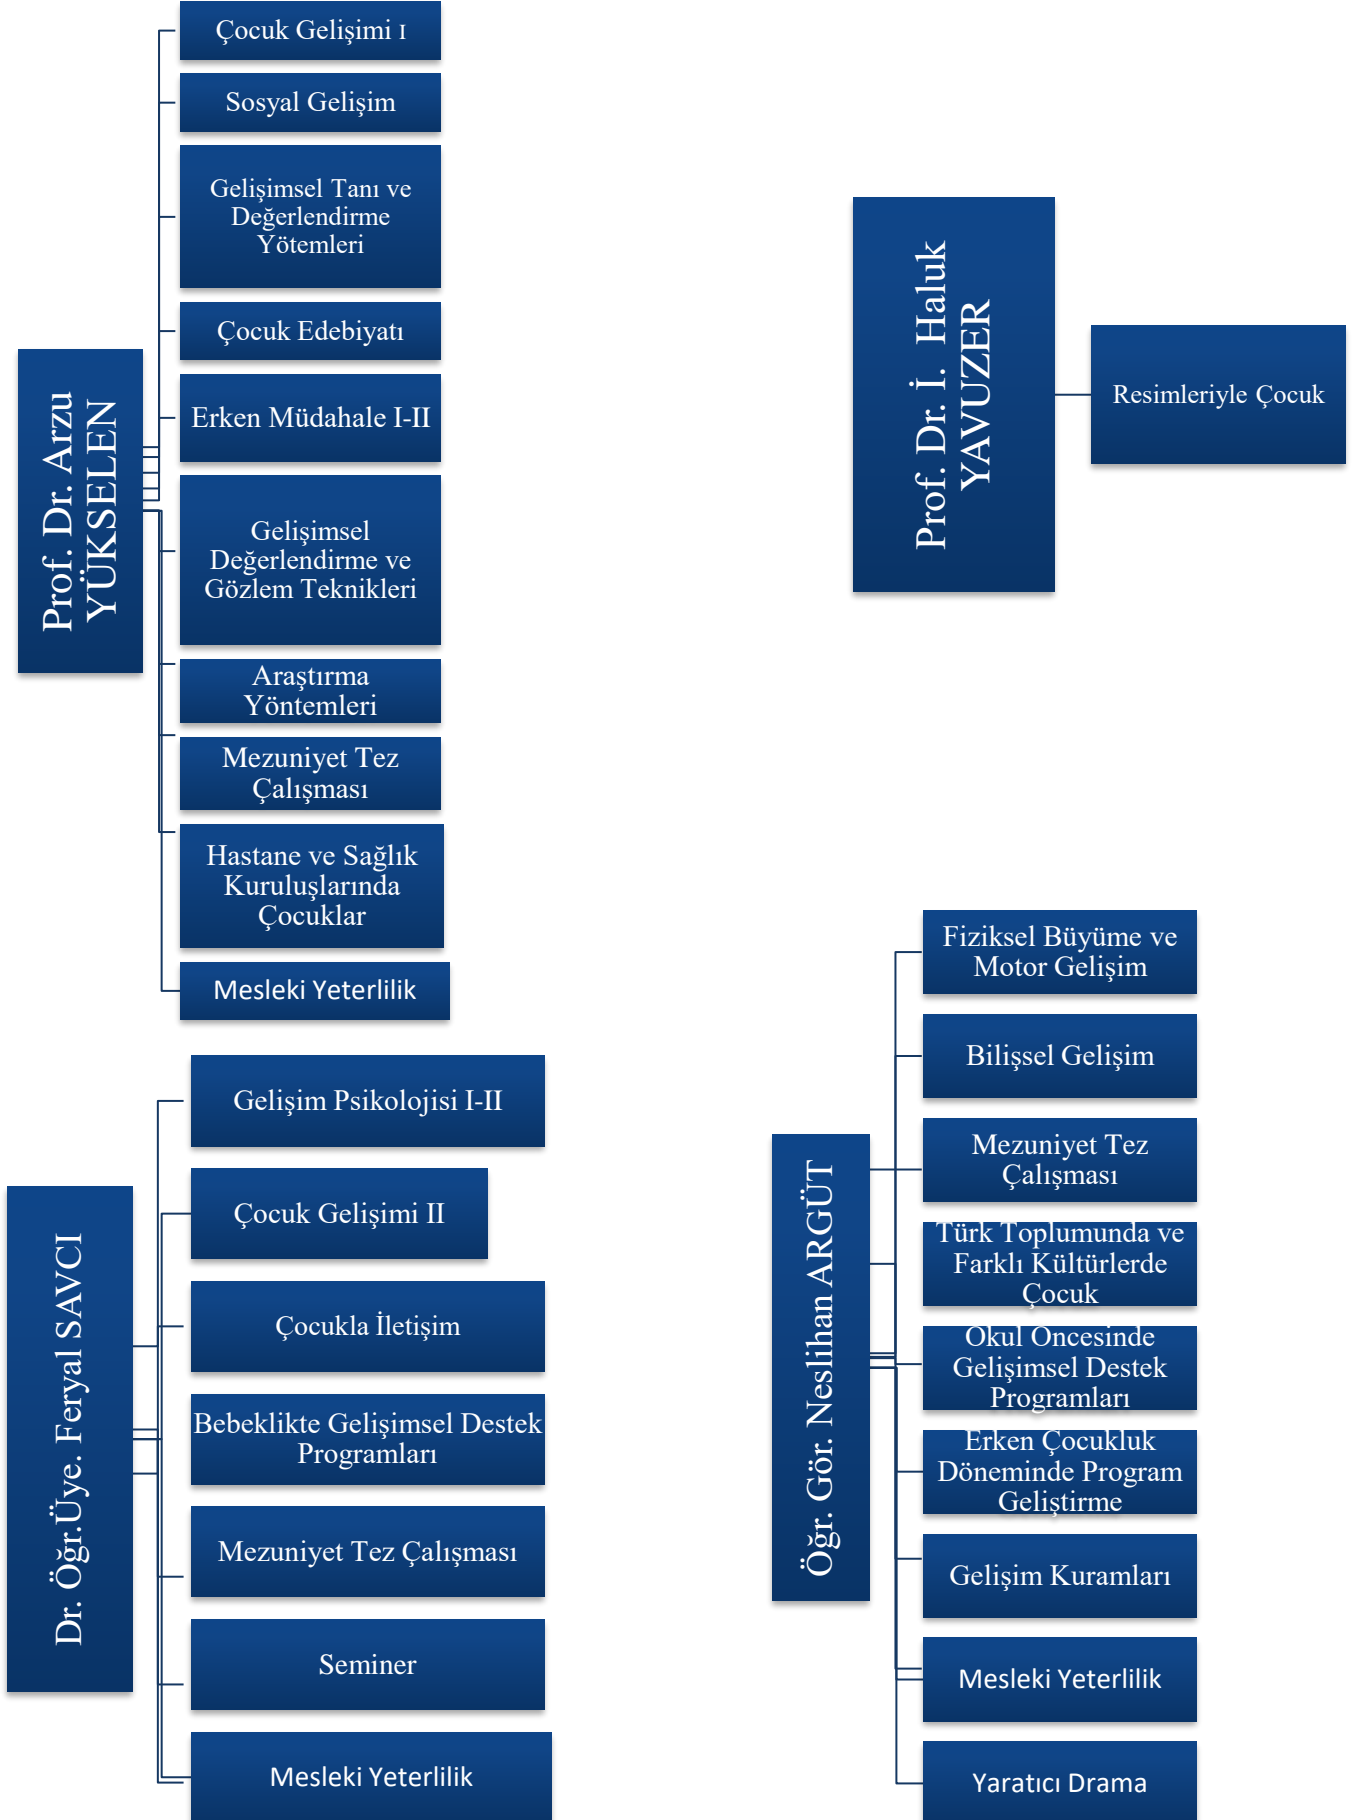 Prof. Dr. Arzu
YÜKSELEN
Çocuk Gelişimi I
Sosyal Gelişim
Gelişimsel Tanı ve
Değerlendirme
Yötemleri
Çocuk Edebiyatı
Erken Müdahale I-II
Gelişimsel
Değerlendirme ve
Gözlem Teknikleri
Araştırma
Yöntemleri
Mezuniyet Tez
Çalışması
Hastane ve Sağlık
Kuruluşlarında
Çocuklar
Mesleki Yeterlilik
Prof. Dr. İ. Haluk
YAVUZER
Resimleriyle Çocuk
Dr. Öğr.Üye. Feryal SAVCI
Gelişim Psikolojisi I-II
Çocuk Gelişimi II
Çocukla İletişim
Bebeklikte Gelişimsel Destek
Programları
Mezuniyet Tez Çalışması
Seminer
Mesleki Yeterlilik
Öğr. Gör. Neslihan ARGÜT
Fiziksel Büyüme ve
Motor Gelişim
Bilişsel Gelişim
Mezuniyet Tez
Çalışması
Türk Toplumunda ve
Farklı Kültürlerde
Çocuk
Okul Öncesinde
Gelişimsel Destek
Programları
Erken Çocukluk
Döneminde Program
Geliştirme
Gelişim Kuramları
Mesleki Yeterlilik
Yaratıcı Drama